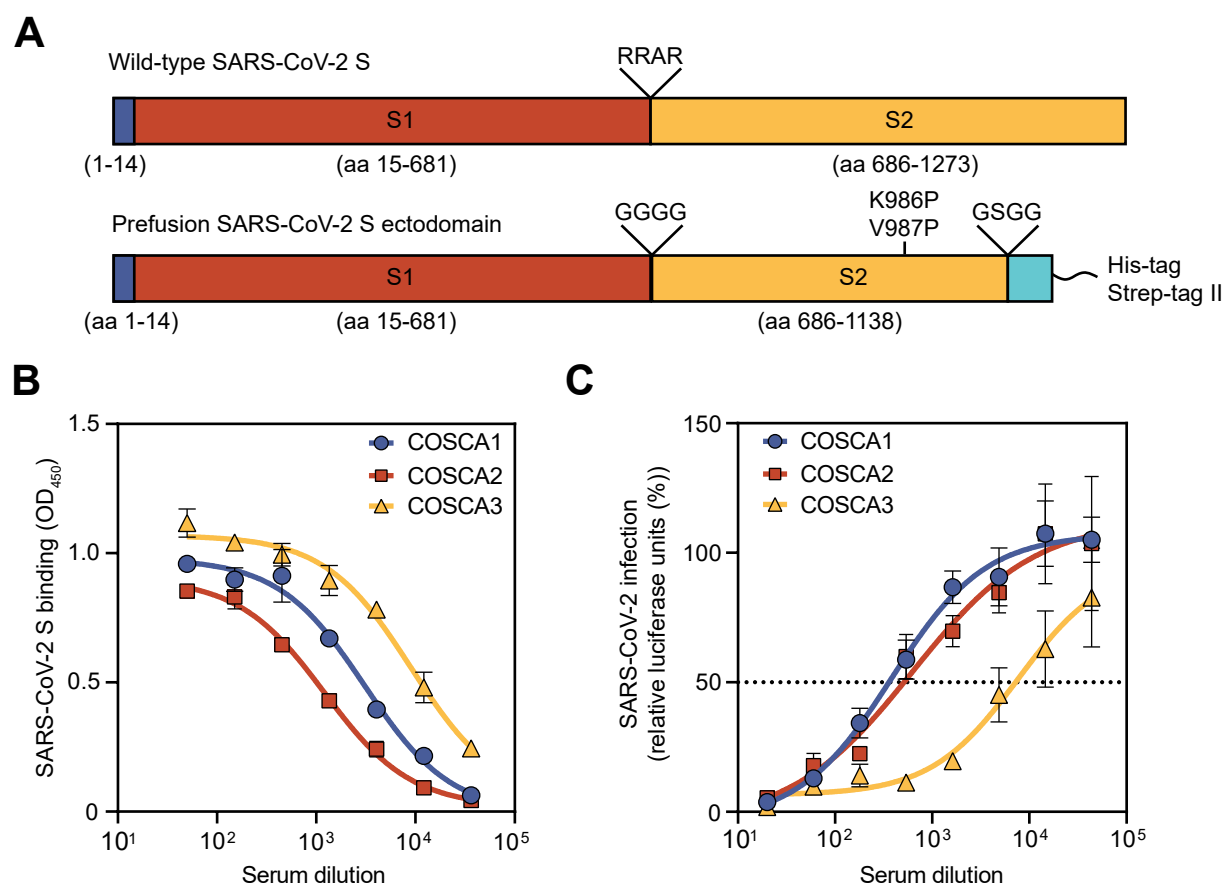 A
Wild-type SARS-CoV-2 S
RRAR
S1
S2
(1-14)
(aa 15-681)
(aa 686-1273)
Prefusion SARS-CoV-2 S ectodomain
GGGG
K986P
V987P
GSGG
S1
S2
His-tag
Strep-tag II
(aa 1-14)
(aa 15-681)
(aa 686-1138)
B
SARS-CoV-2 S binding (OD₄₅₀)
1.5
1.0
0.5
0
COSCA1
COSCA2
COSCA3
10¹ 10² 10³ 10⁴ 10⁵
Serum dilution
C
SARS-CoV-2 infection
(relative luciferase units (%))
150
100
50
0
COSCA1
COSCA2
COSCA3
10¹ 10² 10³ 10⁴ 10⁵
Serum dilution